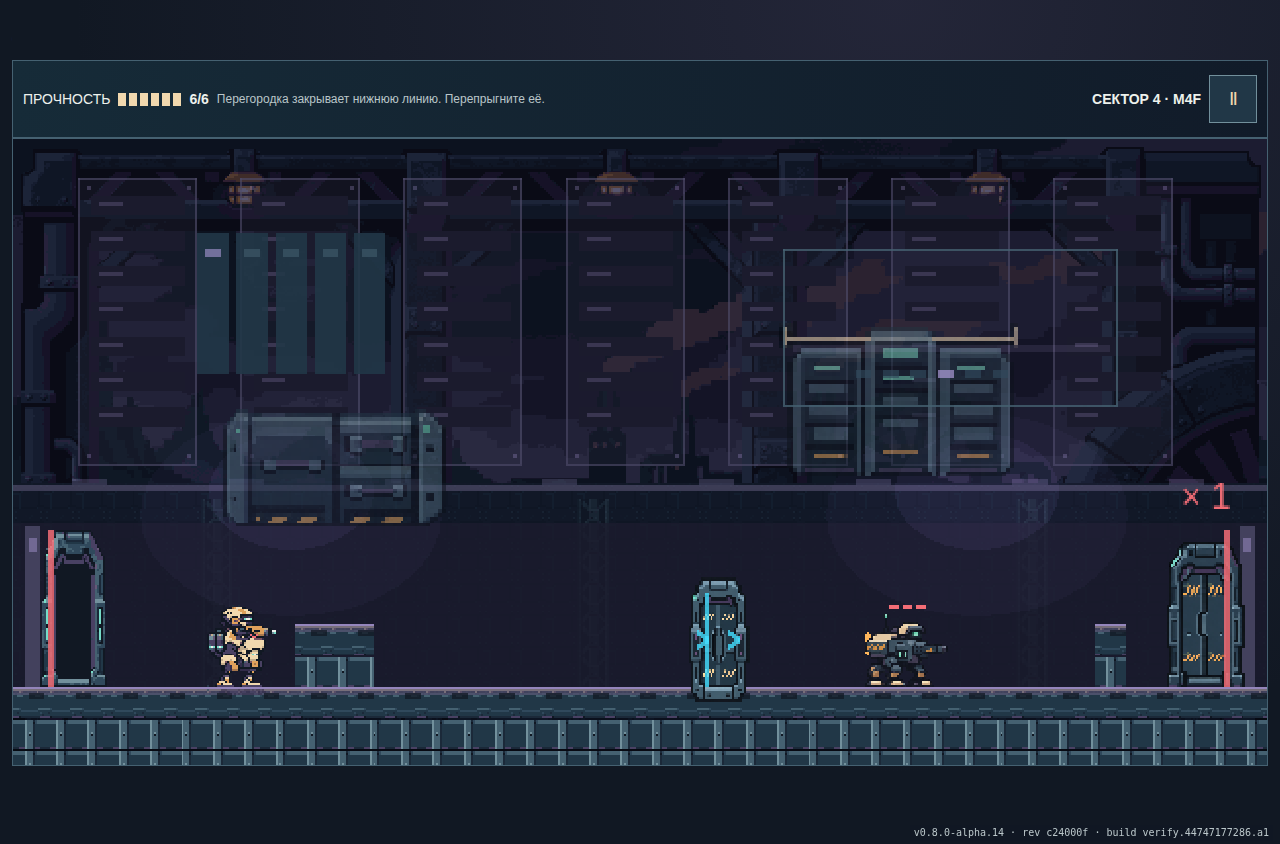 ПРОЧНОСТЬ 6/6 Перегородка закрывает нижнюю линию. Перепрыгните её. СЕКТОР 4 · M4F
× 1
v0.8.0-alpha.14 · rev c24000f · build verify.44747177286.a1